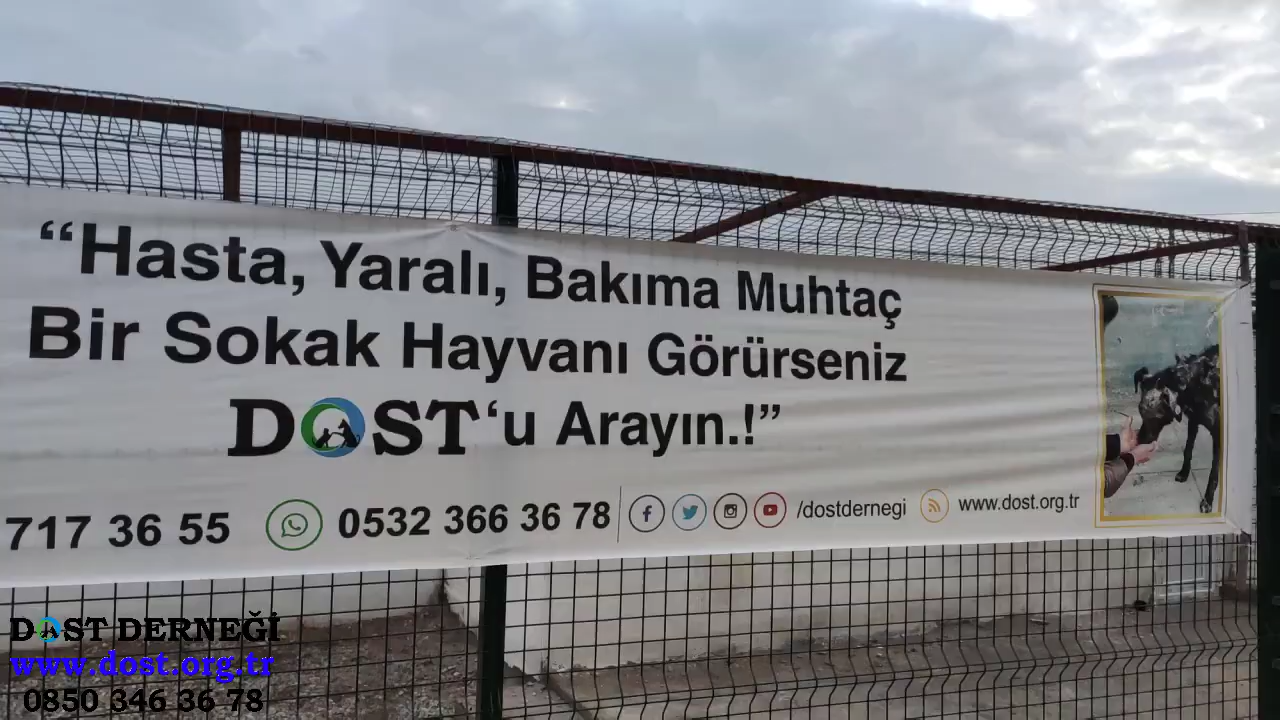 “Hasta, Yaralı, Bakıma Muhtaç
Bir Sokak Hayvanı Görürseniz
DOST‘u Arayın.!”
717 36 55 0532 366 36 78 /dostdernegi www.dost.org.tr
DOST DERNEĞİ
www.dost.org.tr
0850 346 36 78